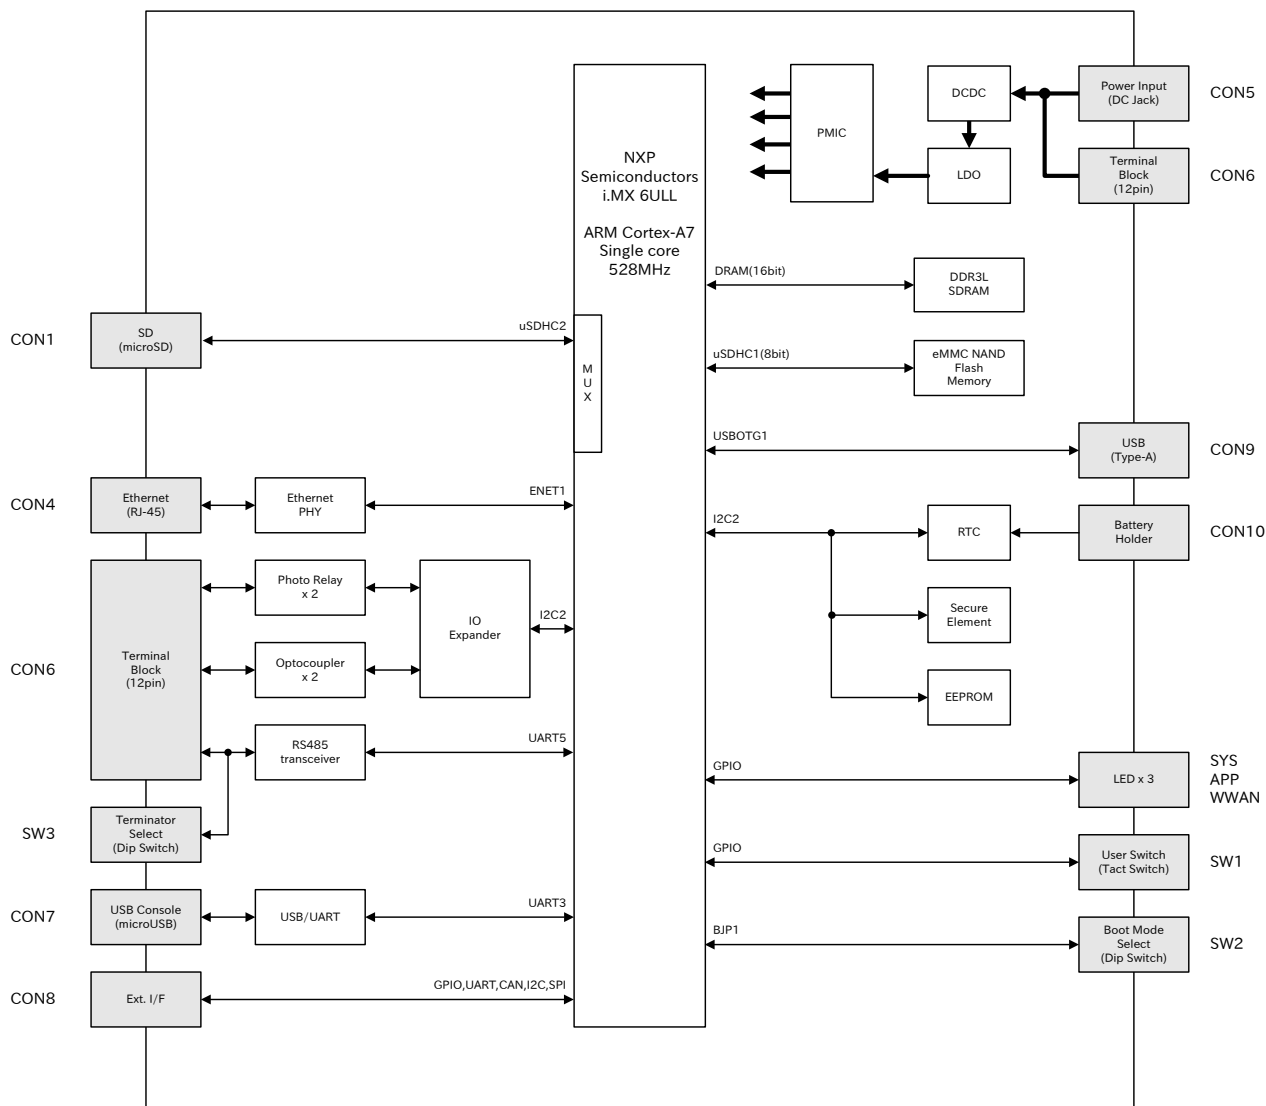 Power Input
(DC Jack)
CON5
DCDC
PMIC
NXP
Semiconductors
i.MX 6ULL
ARM Cortex-A7
Single core
528MHz
LDO
Terminal
Block
(12pin)
CON6
DRAM(16bit)
DDR3L
SDRAM
CON1
SD
(microSD)
uSDHC2
M
U
X
uSDHC1(8bit)
eMMC NAND
Flash
Memory
USBOTG1
USB
(Type-A)
CON9
CON4
Ethernet
(RJ-45)
Ethernet
PHY
ENET1
I2C2
RTC
Battery
Holder
CON10
CON6
Terminal
Block
(12pin)
Photo Relay
x 2
Optocoupler
x 2
IO
Expander
I2C2
Secure
Element
EEPROM
RS485
transceiver
UART5
GPIO
LED x 3
SYS
APP
WWAN
SW3
Terminator
Select
(Dip Switch)
GPIO
User Switch
(Tact Switch)
SW1
CON7
USB Console
(microUSB)
USB/UART
UART3
BJP1
Boot Mode
Select
(Dip Switch)
SW2
CON8
Ext. I/F
GPIO,UART,CAN,I2C,SPI